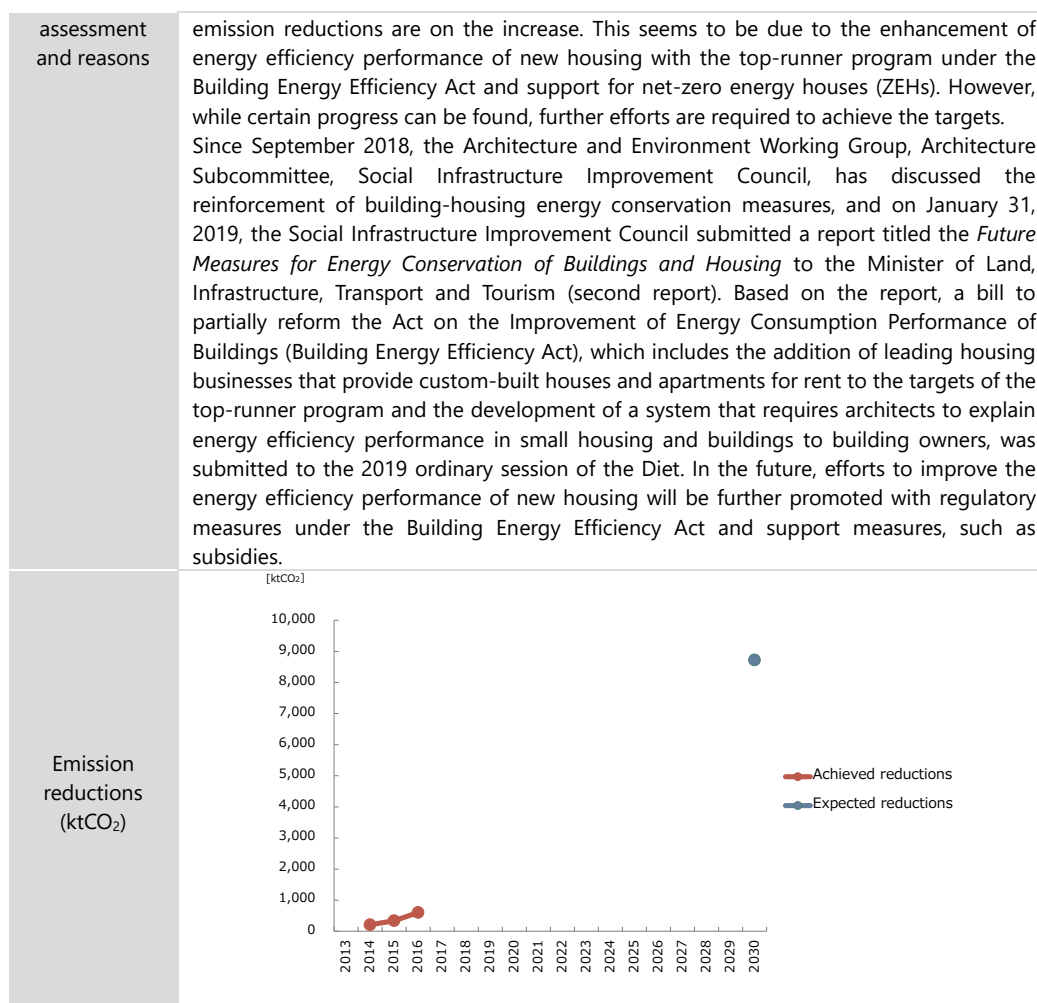 assessment
and reasons
emission reductions are on the increase. This seems to be due to the enhancement of
energy efficiency performance of new housing with the top-runner program under the
Building Energy Efficiency Act and support for net-zero energy houses (ZEHs). However,
while certain progress can be found, further efforts are required to achieve the targets.
Since September 2018, the Architecture and Environment Working Group, Architecture
Subcommittee, Social Infrastructure Improvement Council, has discussed the
reinforcement of building-housing energy conservation measures, and on January 31,
2019, the Social Infrastructure Improvement Council submitted a report titled the Future
Measures for Energy Conservation of Buildings and Housing to the Minister of Land,
Infrastructure, Transport and Tourism (second report). Based on the report, a bill to
partially reform the Act on the Improvement of Energy Consumption Performance of
Buildings (Building Energy Efficiency Act), which includes the addition of leading housing
businesses that provide custom-built houses and apartments for rent to the targets of the
top-runner program and the development of a system that requires architects to explain
energy efficiency performance in small housing and buildings to building owners, was
submitted to the 2019 ordinary session of the Diet. In the future, efforts to improve the
energy efficiency performance of new housing will be further promoted with regulatory
measures under the Building Energy Efficiency Act and support measures, such as
subsidies.
Emission
reductions
(ktCO₂)
[ktCO₂]
10,000
9,000
8,000
7,000
6,000
5,000
4,000
3,000
2,000
1,000
0
2013
2014
2015
2016
2017
2018
2019
2020
2021
2022
2023
2024
2025
2026
2027
2028
2029
2030
Achieved reductions
Expected reductions